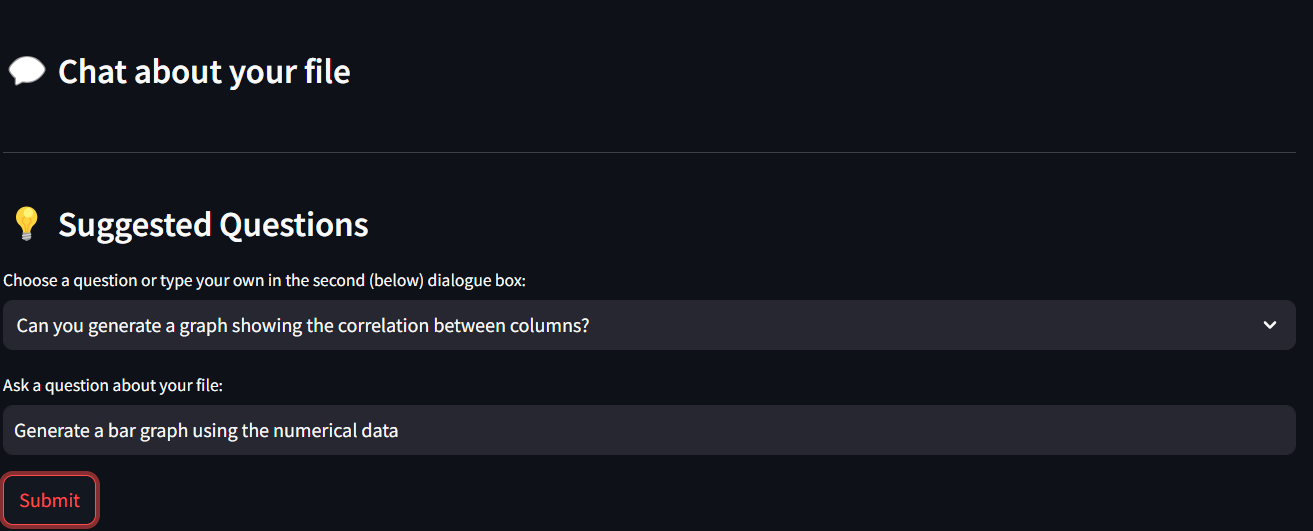 💬 Chat about your file
💡 Suggested Questions
Choose a question or type your own in the second (below) dialogue box:
Can you generate a graph showing the correlation between columns?
Ask a question about your file:
Generate a bar graph using the numerical data
Submit